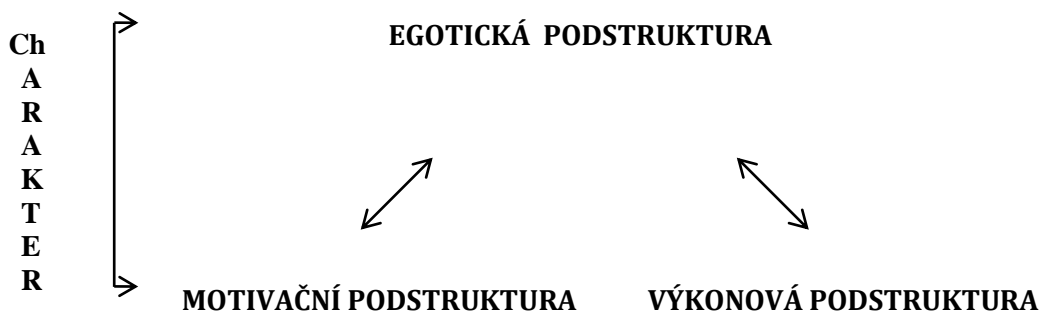 Ch
A
R
A
K
T
E
R
EGOTICKÁ PODSTRUKTURA
MOTIVAČNÍ PODSTRUKTURA
VÝKONOVÁ PODSTRUKTURA